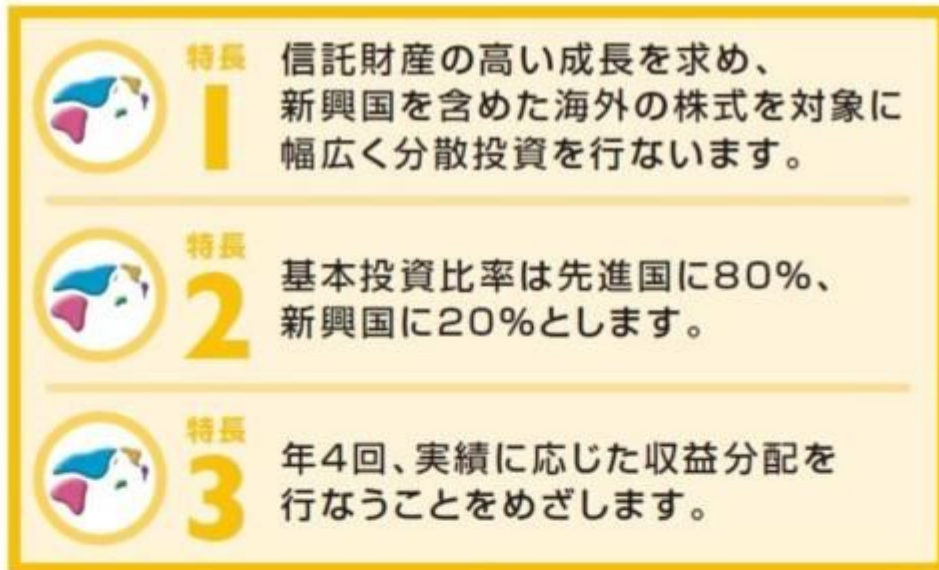 特長
1
信託財産の高い成長を求め、
新興国を含めた海外の株式を対象に
幅広く分散投資を行ないます。
特長
2
基本投資比率は先進国に80%、
新興国に20%とします。
特長
3
年4回、実績に応じた収益分配を
行なうことをめざします。